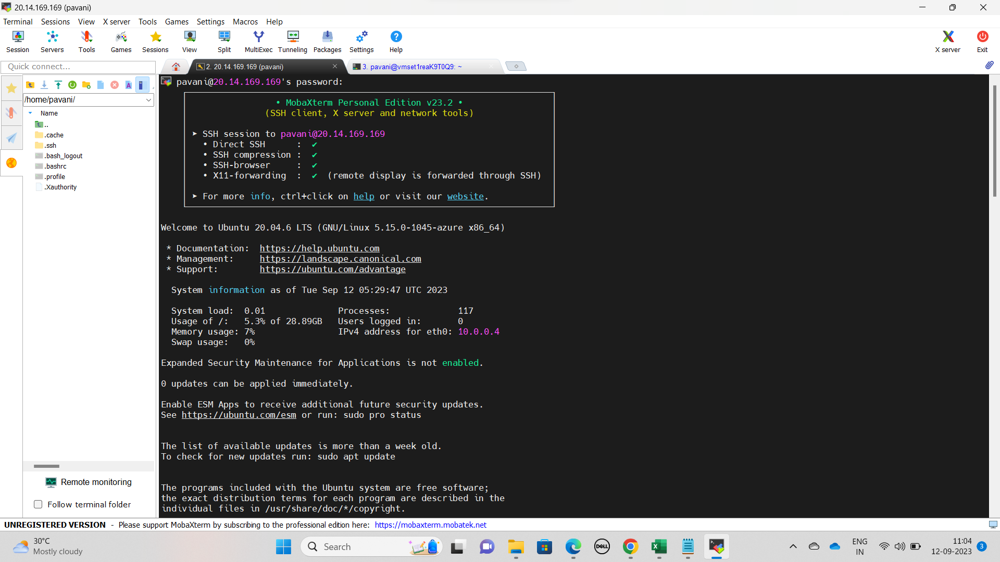 20.14.169.169 (pavani)
Terminal Sessions View X server Tools Games Settings Macros Help
Session Servers Tools Games Sessions View Split MultiExec Tunneling Packages Settings Help X server Exit
Quick connect...
2. 20.14.169.169 (pavani)
3. pavani@vmset1reaK9T0Q9: ~
/home/pavani/
Name
..
.cache
.ssh
.bash_logout
.bashrc
.profile
.Xauthority
Remote monitoring
Follow terminal folder
pavani@20.14.169.169's password:
• MobaXterm Personal Edition v23.2 •
(SSH client, X server and network tools)
➤ SSH session to pavani@20.14.169.169
• Direct SSH : ✔
• SSH compression : ✔
• SSH-browser : ✔
• X11-forwarding : ✔ (remote display is forwarded through SSH)
➤ For more info, ctrl+click on help or visit our website.
Welcome to Ubuntu 20.04.6 LTS (GNU/Linux 5.15.0-1045-azure x86_64)
* Documentation: https://help.ubuntu.com
* Management: https://landscape.canonical.com
* Support: https://ubuntu.com/advantage
System information as of Tue Sep 12 05:29:47 UTC 2023
System load: 0.01 Processes: 117
Usage of /: 5.3% of 28.89GB Users logged in: 0
Memory usage: 7% IPv4 address for eth0: 10.0.0.4
Swap usage: 0%
Expanded Security Maintenance for Applications is not enabled.
0 updates can be applied immediately.
Enable ESM Apps to receive additional future security updates.
See https://ubuntu.com/esm or run: sudo pro status
The list of available updates is more than a week old.
To check for new updates run: sudo apt update
The programs included with the Ubuntu system are free software;
the exact distribution terms for each program are described in the
individual files in /usr/share/doc/*/copyright.
UNREGISTERED VERSION - Please support MobaXterm by subscribing to the professional edition here: https://mobaxterm.mobatek.net
30°C
Mostly cloudy
Search
DELL
ENG
IN
11:04
12-09-2023
3